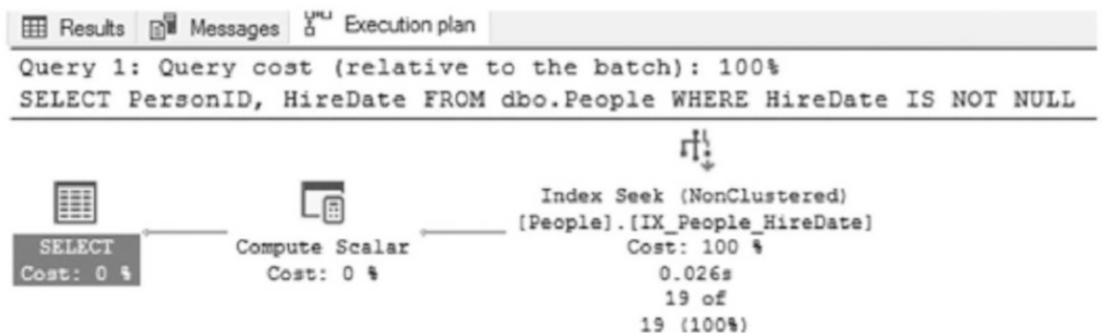 Results Messages Execution plan
Query 1: Query cost (relative to the batch): 100%
SELECT PersonID, HireDate FROM dbo.People WHERE HireDate IS NOT NULL
SELECT
Cost: 0 %
Compute Scalar
Cost: 0 %
Index Seek (NonClustered)
[People].[IX_People_HireDate]
Cost: 100 %
0.026s
19 of
19 (100%)